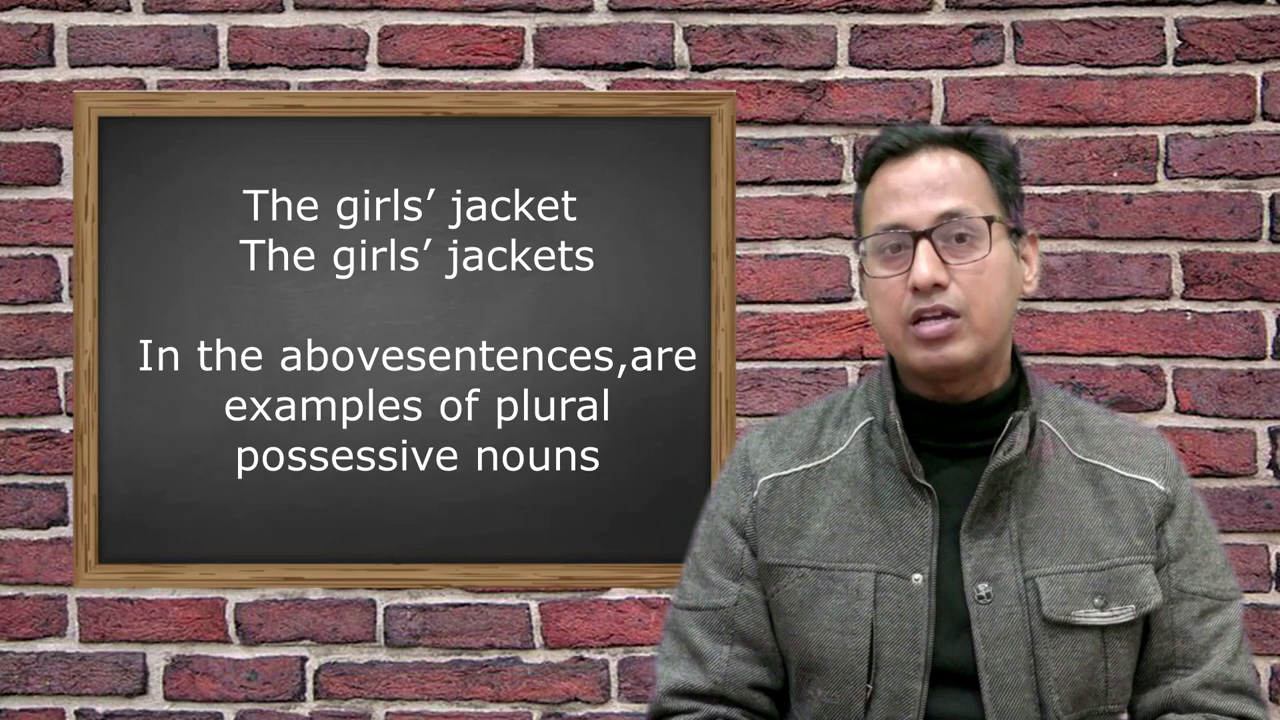 The girls’ jacket
The girls’ jackets
In the abovesentences,are
examples of plural
possessive nouns